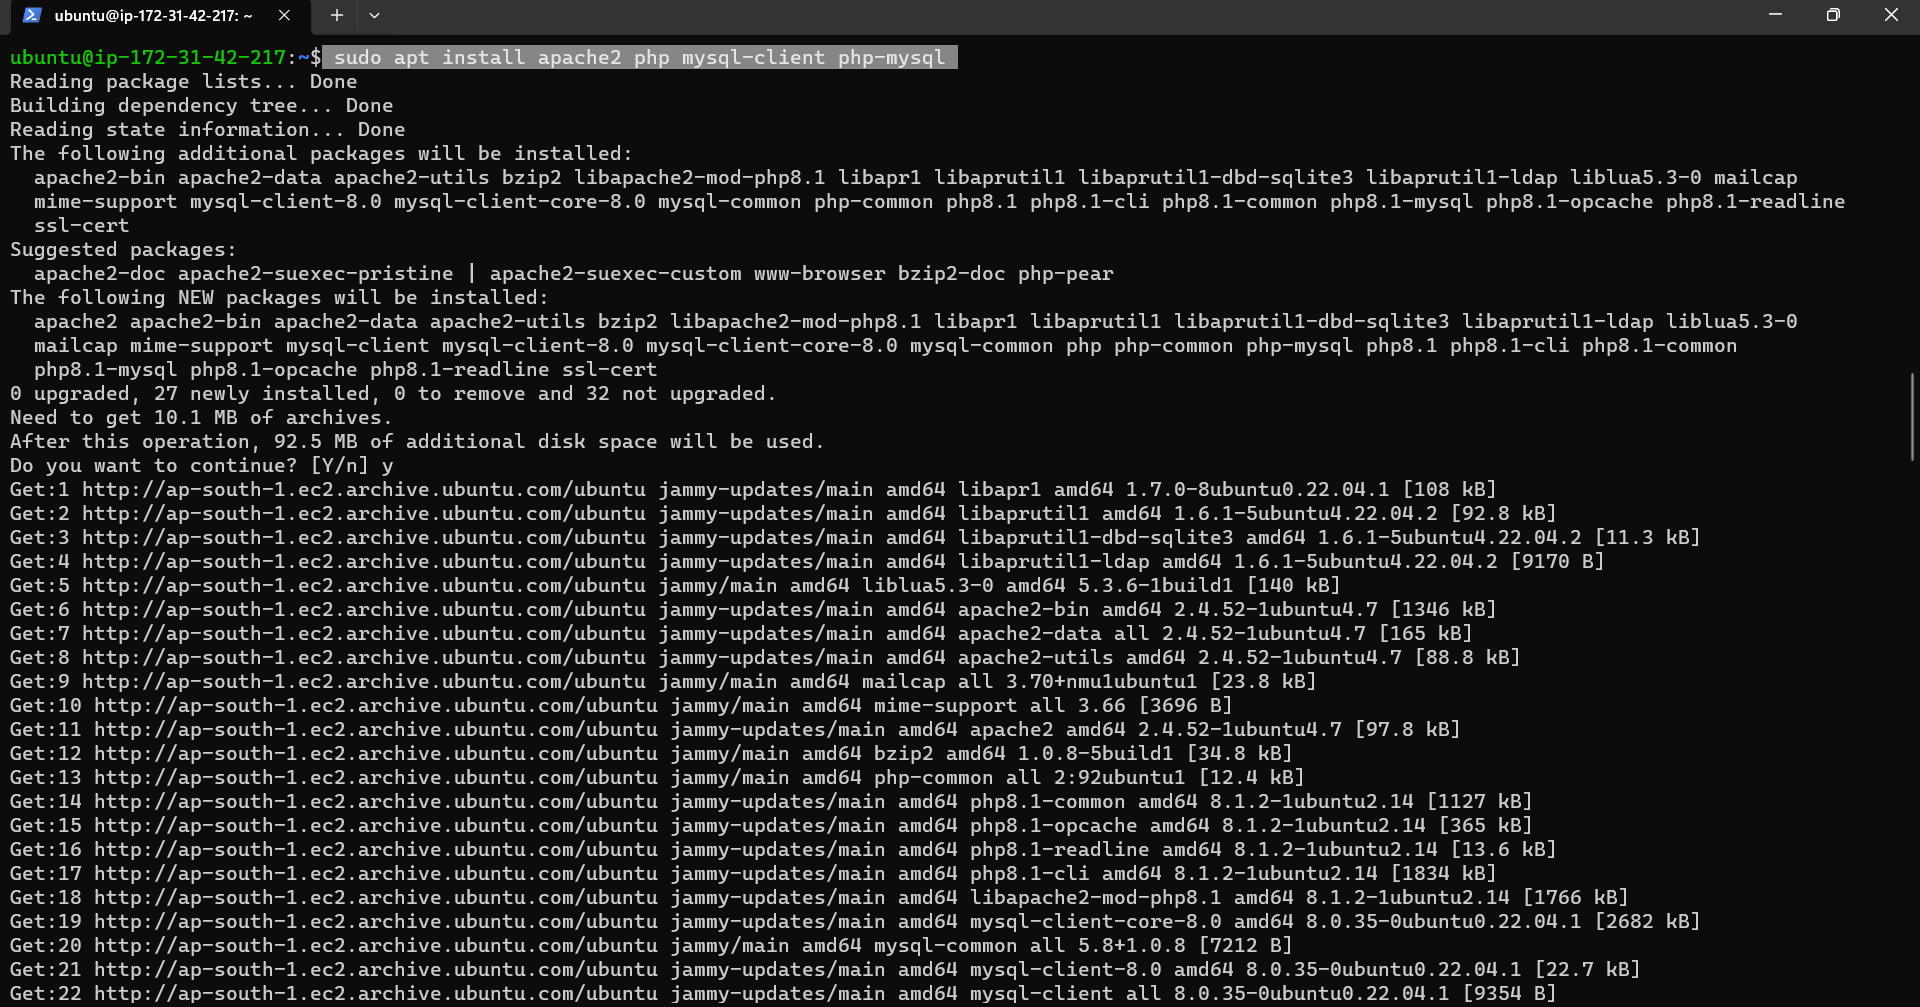 ubuntu@ip-172-31-42-217: ~
ubuntu@ip-172-31-42-217:~$ sudo apt install apache2 php mysql-client php-mysql
Reading package lists... Done
Building dependency tree... Done
Reading state information... Done
The following additional packages will be installed:
  apache2-bin apache2-data apache2-utils bzip2 libapache2-mod-php8.1 libapr1 libaprutil1 libaprutil1-dbd-sqlite3 libaprutil1-ldap liblua5.3-0 mailcap
  mime-support mysql-client-8.0 mysql-client-core-8.0 mysql-common php-common php8.1 php8.1-cli php8.1-common php8.1-mysql php8.1-opcache php8.1-readline
  ssl-cert
Suggested packages:
  apache2-doc apache2-suexec-pristine | apache2-suexec-custom www-browser bzip2-doc php-pear
The following NEW packages will be installed:
  apache2 apache2-bin apache2-data apache2-utils bzip2 libapache2-mod-php8.1 libapr1 libaprutil1 libaprutil1-dbd-sqlite3 libaprutil1-ldap liblua5.3-0
  mailcap mime-support mysql-client mysql-client-8.0 mysql-client-core-8.0 mysql-common php php-common php-mysql php8.1 php8.1-cli php8.1-common
  php8.1-mysql php8.1-opcache php8.1-readline ssl-cert
0 upgraded, 27 newly installed, 0 to remove and 32 not upgraded.
Need to get 10.1 MB of archives.
After this operation, 92.5 MB of additional disk space will be used.
Do you want to continue? [Y/n] y
Get:1 http://ap-south-1.ec2.archive.ubuntu.com/ubuntu jammy-updates/main amd64 libapr1 amd64 1.7.0-8ubuntu0.22.04.1 [108 kB]
Get:2 http://ap-south-1.ec2.archive.ubuntu.com/ubuntu jammy-updates/main amd64 libaprutil1 amd64 1.6.1-5ubuntu4.22.04.2 [92.8 kB]
Get:3 http://ap-south-1.ec2.archive.ubuntu.com/ubuntu jammy-updates/main amd64 libaprutil1-dbd-sqlite3 amd64 1.6.1-5ubuntu4.22.04.2 [11.3 kB]
Get:4 http://ap-south-1.ec2.archive.ubuntu.com/ubuntu jammy-updates/main amd64 libaprutil1-ldap amd64 1.6.1-5ubuntu4.22.04.2 [9170 B]
Get:5 http://ap-south-1.ec2.archive.ubuntu.com/ubuntu jammy/main amd64 liblua5.3-0 amd64 5.3.6-1build1 [140 kB]
Get:6 http://ap-south-1.ec2.archive.ubuntu.com/ubuntu jammy-updates/main amd64 apache2-bin amd64 2.4.52-1ubuntu4.7 [1346 kB]
Get:7 http://ap-south-1.ec2.archive.ubuntu.com/ubuntu jammy-updates/main amd64 apache2-data all 2.4.52-1ubuntu4.7 [165 kB]
Get:8 http://ap-south-1.ec2.archive.ubuntu.com/ubuntu jammy-updates/main amd64 apache2-utils amd64 2.4.52-1ubuntu4.7 [88.8 kB]
Get:9 http://ap-south-1.ec2.archive.ubuntu.com/ubuntu jammy/main amd64 mailcap all 3.70+nmu1ubuntu1 [23.8 kB]
Get:10 http://ap-south-1.ec2.archive.ubuntu.com/ubuntu jammy/main amd64 mime-support all 3.66 [3696 B]
Get:11 http://ap-south-1.ec2.archive.ubuntu.com/ubuntu jammy-updates/main amd64 apache2 amd64 2.4.52-1ubuntu4.7 [97.8 kB]
Get:12 http://ap-south-1.ec2.archive.ubuntu.com/ubuntu jammy/main amd64 bzip2 amd64 1.0.8-5build1 [34.8 kB]
Get:13 http://ap-south-1.ec2.archive.ubuntu.com/ubuntu jammy/main amd64 php-common all 2:92ubuntu1 [12.4 kB]
Get:14 http://ap-south-1.ec2.archive.ubuntu.com/ubuntu jammy-updates/main amd64 php8.1-common amd64 8.1.2-1ubuntu2.14 [1127 kB]
Get:15 http://ap-south-1.ec2.archive.ubuntu.com/ubuntu jammy-updates/main amd64 php8.1-opcache amd64 8.1.2-1ubuntu2.14 [365 kB]
Get:16 http://ap-south-1.ec2.archive.ubuntu.com/ubuntu jammy-updates/main amd64 php8.1-readline amd64 8.1.2-1ubuntu2.14 [13.6 kB]
Get:17 http://ap-south-1.ec2.archive.ubuntu.com/ubuntu jammy-updates/main amd64 php8.1-cli amd64 8.1.2-1ubuntu2.14 [1834 kB]
Get:18 http://ap-south-1.ec2.archive.ubuntu.com/ubuntu jammy-updates/main amd64 libapache2-mod-php8.1 amd64 8.1.2-1ubuntu2.14 [1766 kB]
Get:19 http://ap-south-1.ec2.archive.ubuntu.com/ubuntu jammy-updates/main amd64 mysql-client-core-8.0 amd64 8.0.35-0ubuntu0.22.04.1 [2682 kB]
Get:20 http://ap-south-1.ec2.archive.ubuntu.com/ubuntu jammy/main amd64 mysql-common all 5.8+1.0.8 [7212 B]
Get:21 http://ap-south-1.ec2.archive.ubuntu.com/ubuntu jammy-updates/main amd64 mysql-client-8.0 amd64 8.0.35-0ubuntu0.22.04.1 [22.7 kB]
Get:22 http://ap-south-1.ec2.archive.ubuntu.com/ubuntu jammy-updates/main amd64 mysql-client all 8.0.35-0ubuntu0.22.04.1 [9354 B]